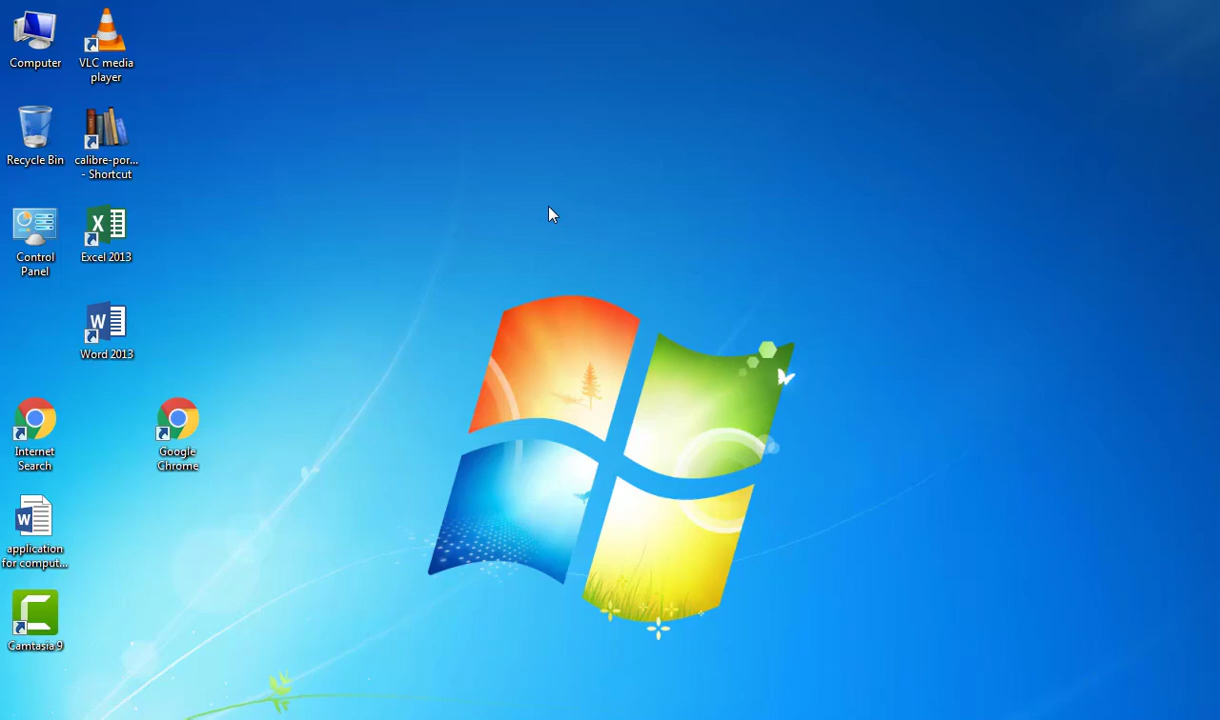 Computer
VLC media
player
Recycle Bin
calibre-por...
- Shortcut
Control
Panel
Excel 2013
Word 2013
Internet
Search
Google
Chrome
application
for comput...
Camtasia 9